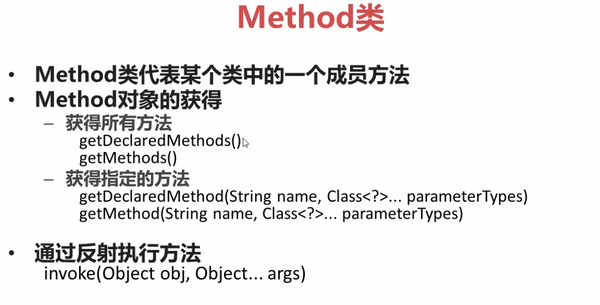 Method类
• Method类代表某个类中的一个成员方法
• Method对象的获得
– 获得所有方法
getDeclaredMethods()
getMethods()
– 获得指定的方法
getDeclaredMethod(String name, Class<?>... parameterTypes)
getMethod(String name, Class<?>... parameterTypes)
• 通过反射执行方法
invoke(Object obj, Object... args)